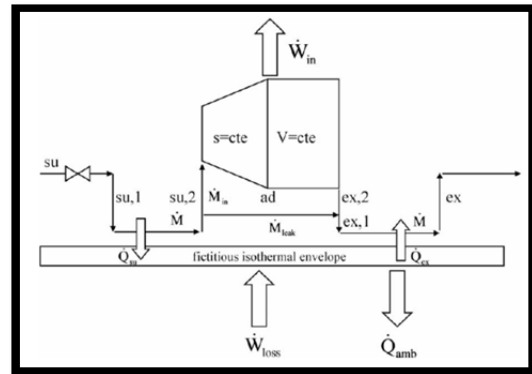 Ẇin
s=cte V=cte
su
su,1 su,2 Ṁin ad ex,2 ex
Ṁ Ṁleak ex,1 Ṁ
Q̇su fictitious isothermal envelope Q̇ex
Ẇloss Q̇amb